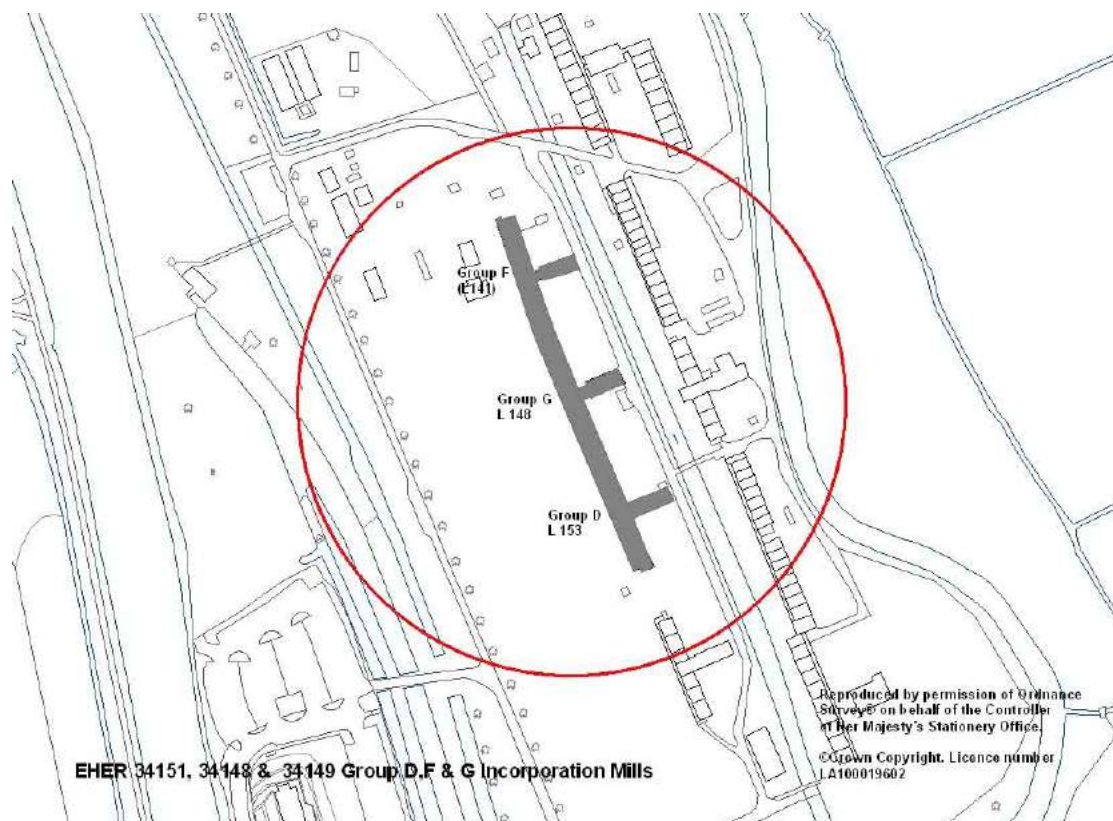 Group F
(L141)
Group G
L 148
Group D
L 153
Reproduced by permission of Ordnance
Survey® on behalf of the Controller
of Her Majesty's Stationery Office.
©Crown Copyright. Licence number
LA100019602
EHER 34151, 34148 & 34149 Group D,F & G Incorporation Mills